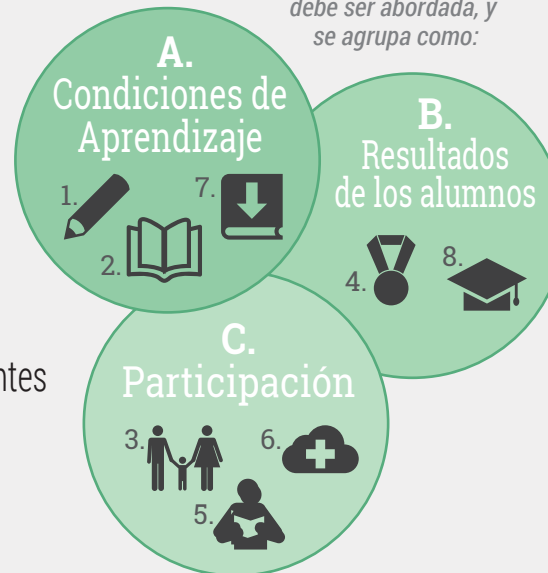 debe ser abordada, y
se agrupa como:
A.
Condiciones de
Aprendizaje
1.
7.
2.
B.
Resultados
de los alumnos
4.
8.
ntes
C.
Participación
3.
6.
5.